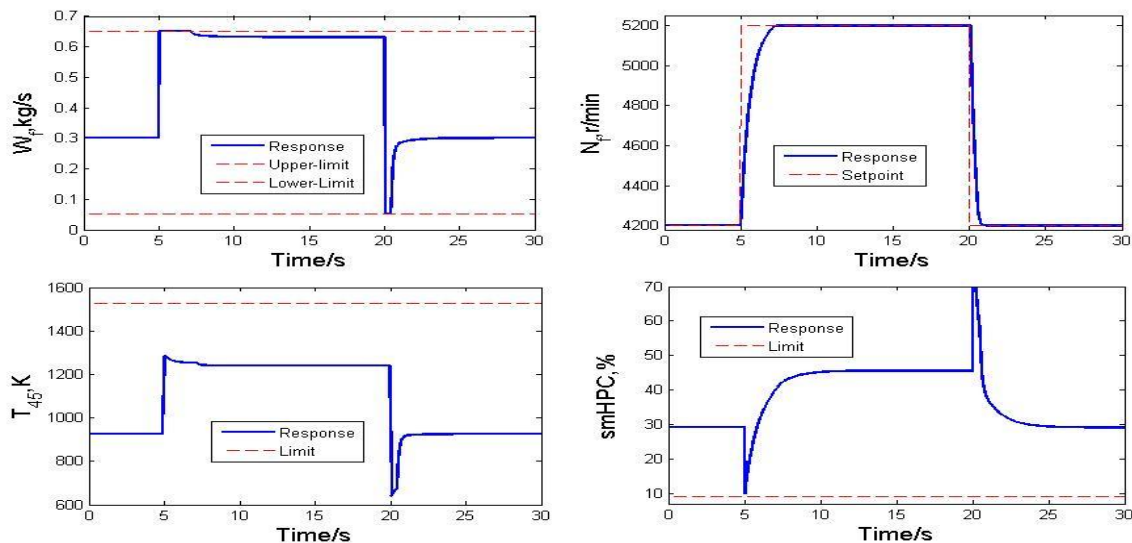 0.7
0.6
0.5
0.4
0.3
0.2
0.1
0
W_f,kg/s
Response
Upper-limit
Lower-Limit
0 5 10 15 20 25 30
Time/s
5200
5000
4800
4600
4400
4200
N_f,r/min
Response
Setpoint
0 5 10 15 20 25 30
Time/s
1600
1400
1200
1000
800
600
T_45,K
Response
Limit
0 5 10 15 20 25 30
Time/s
70
60
50
40
30
20
10
smHPC,%
Response
Limit
0 5 10 15 20 25 30
Time/s